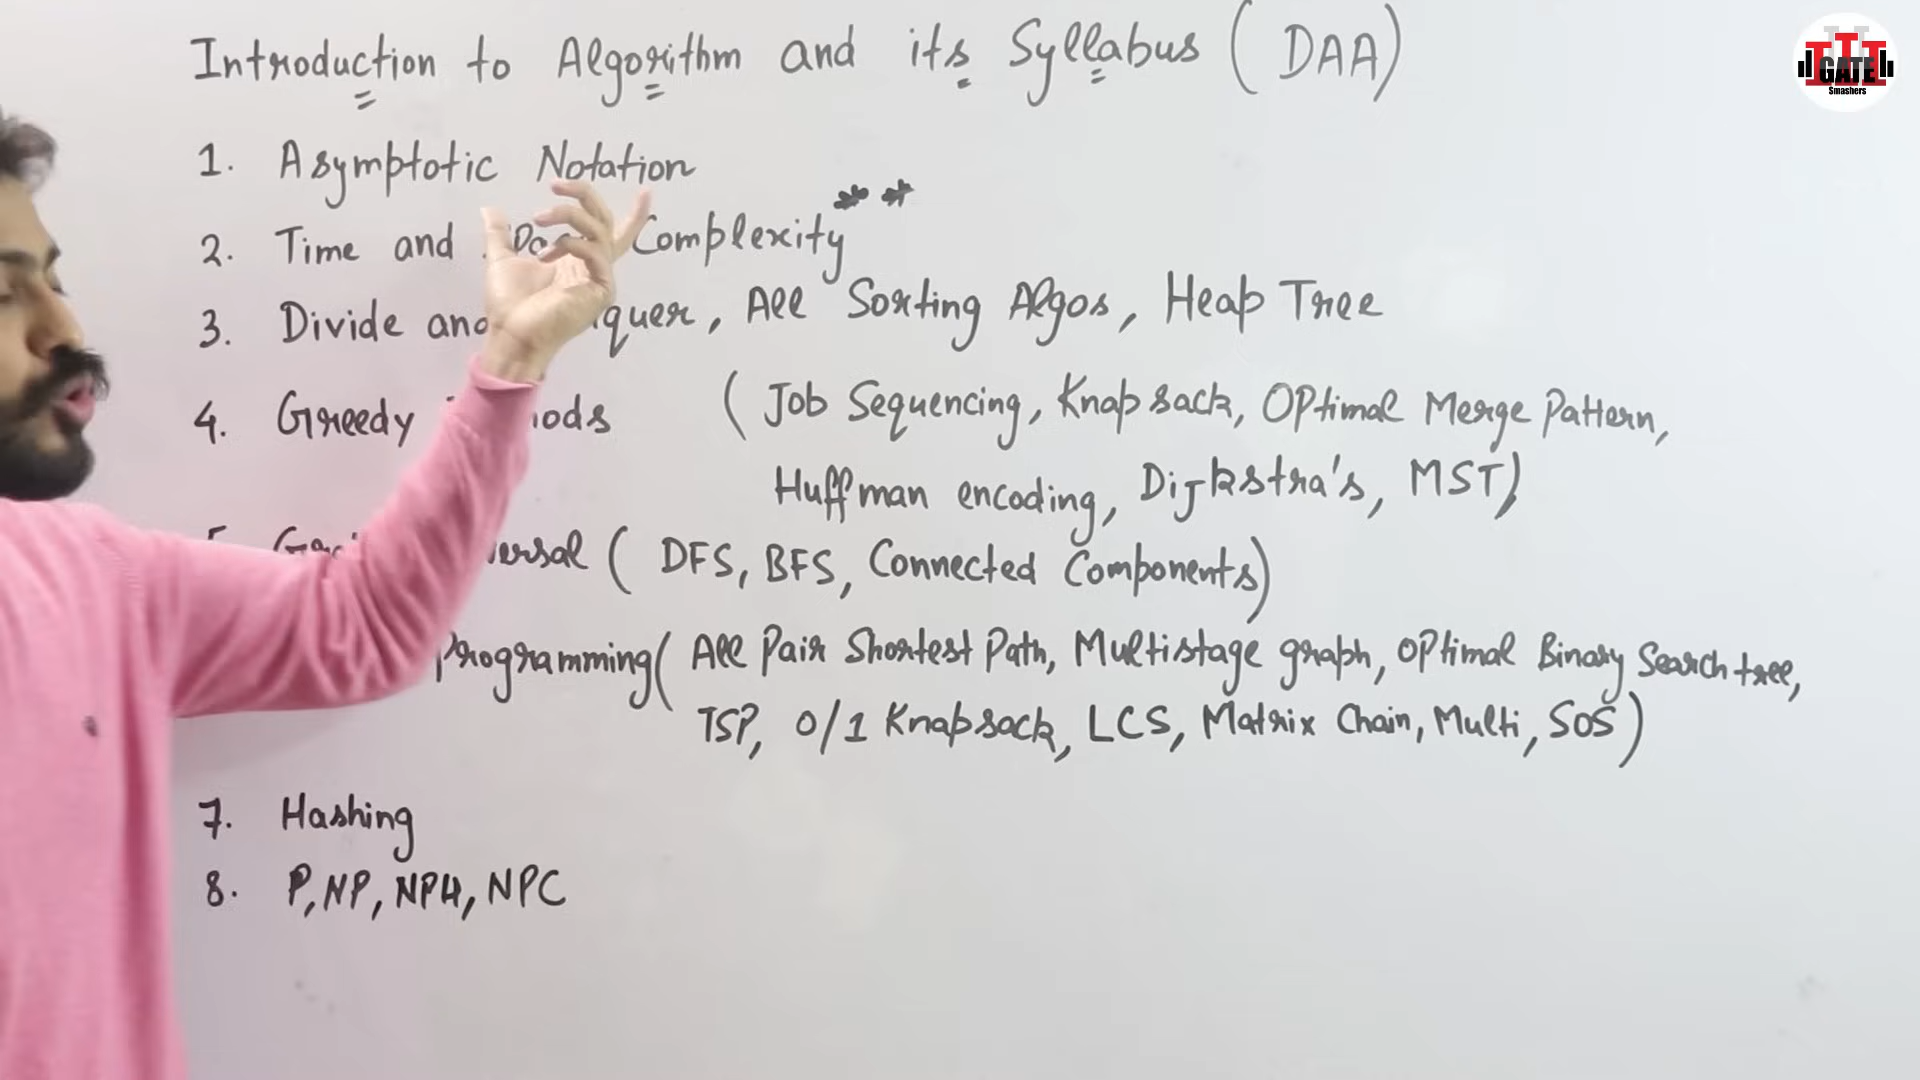 Introduction to Algorithm and its Syllabus ( DAA )
1. Asymptotic Notation
2. Time and Complexity **
3. Divide and quer, All Sorting Algos, Heap Tree
4. Greedy ods ( Job Sequencing, Knapsack, Optimal Merge Pattern,
Huffman encoding, Dijkstra's, MST)
ersal ( DFS, BFS, Connected Components)
Programming ( All Pair Shortest Path, Multistage graph, Optimal Binary Search tree,
TSP, 0/1 Knapsack, LCS, Matrix Chain, Multi, SOS )
7. Hashing
8. P, NP, NPH, NPC
GATE
Smashers